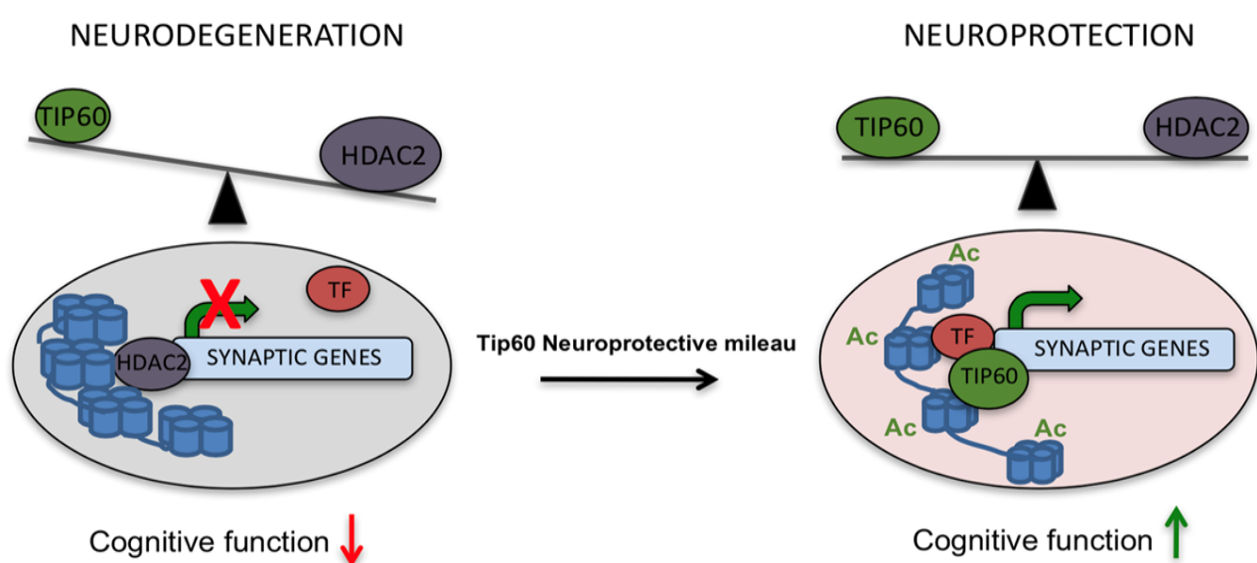 NEURODEGENERATION
TIP60
HDAC2
TF
HDAC2
SYNAPTIC GENES
Cognitive function
Tip60 Neuroprotective mileau
NEUROPROTECTION
TIP60
HDAC2
Ac
Ac
TF
SYNAPTIC GENES
TIP60
Ac
Ac
Cognitive function